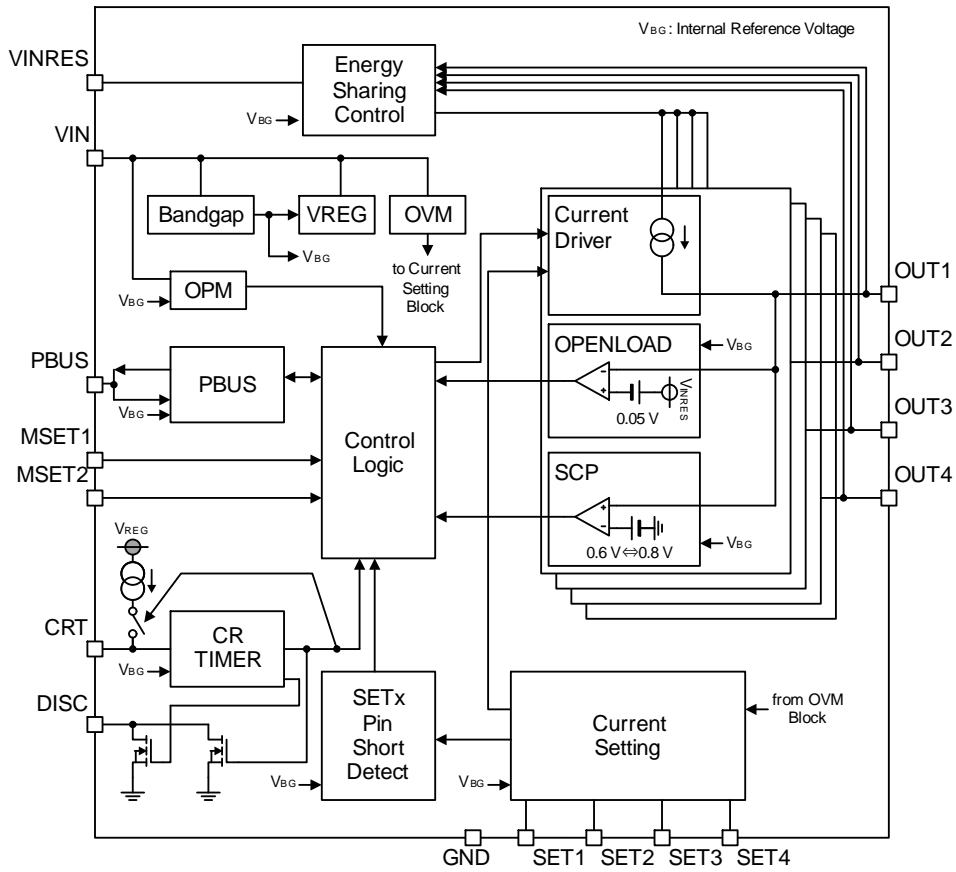 VBG: Internal Reference Voltage
VINRES
Energy
Sharing
Control
VBG
VIN
Bandgap
VREG
OVM
VBG
to Current
Setting
Block
VBG
OPM
Current
Driver
OUT1
OPENLOAD
VBG
OUT2
VINRES
0.05 V
PBUS
PBUS
VBG
OUT3
MSET1
MSET2
Control
Logic
OUT4
SCP
VBG
0.6 V⇔0.8 V
VREG
CRT
CR
TIMER
VBG
DISC
SETx
Pin
Short
Detect
VBG
Current
Setting
from OVM
Block
VBG
GND
SET1
SET2
SET3
SET4
+
-
+
-